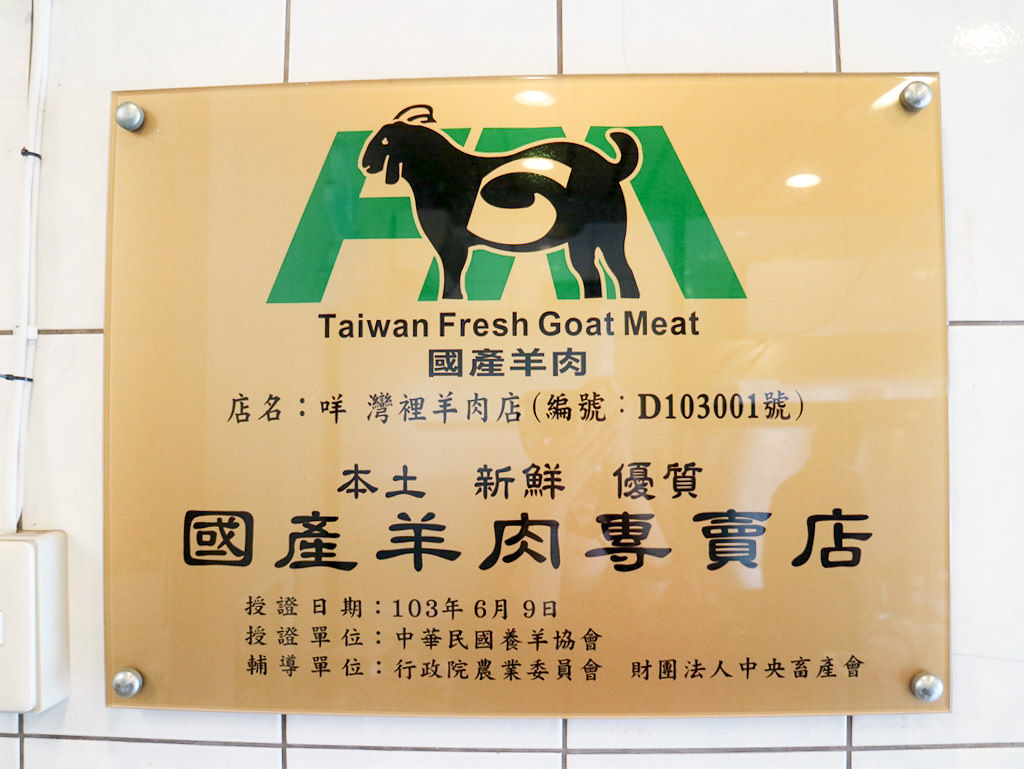 Taiwan Fresh Goat Meat
國產羊肉
店名：咩 灣裡羊肉店(編號：D103001號)
本土 新鮮 優質
國產羊肉專賣店
授證日期：103年6月9日
授證單位：中華民國養羊協會
輔導單位：行政院農業委員會 財團法人中央畜產會